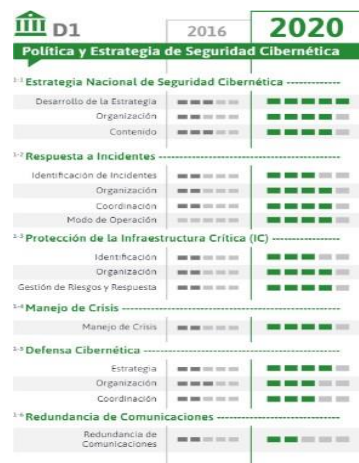 D1 2016 2020
Política y Estrategia de Seguridad Cibernética
1-1 Estrategia Nacional de Seguridad Cibernética
Desarrollo de la Estrategia
Organización
Contenido
1-2 Respuesta a Incidentes
Identificación de Incidentes
Organización
Coordinación
Modo de Operación
1-3 Protección de la Infraestructura Crítica (IC)
Identificación
Organización
Gestión de Riesgos y Respuesta
1-4 Manejo de Crisis
Manejo de Crisis
1-5 Defensa Cibernética
Estrategia
Organización
Coordinación
1-6 Redundancia de Comunicaciones
Redundancia de
Comunicaciones